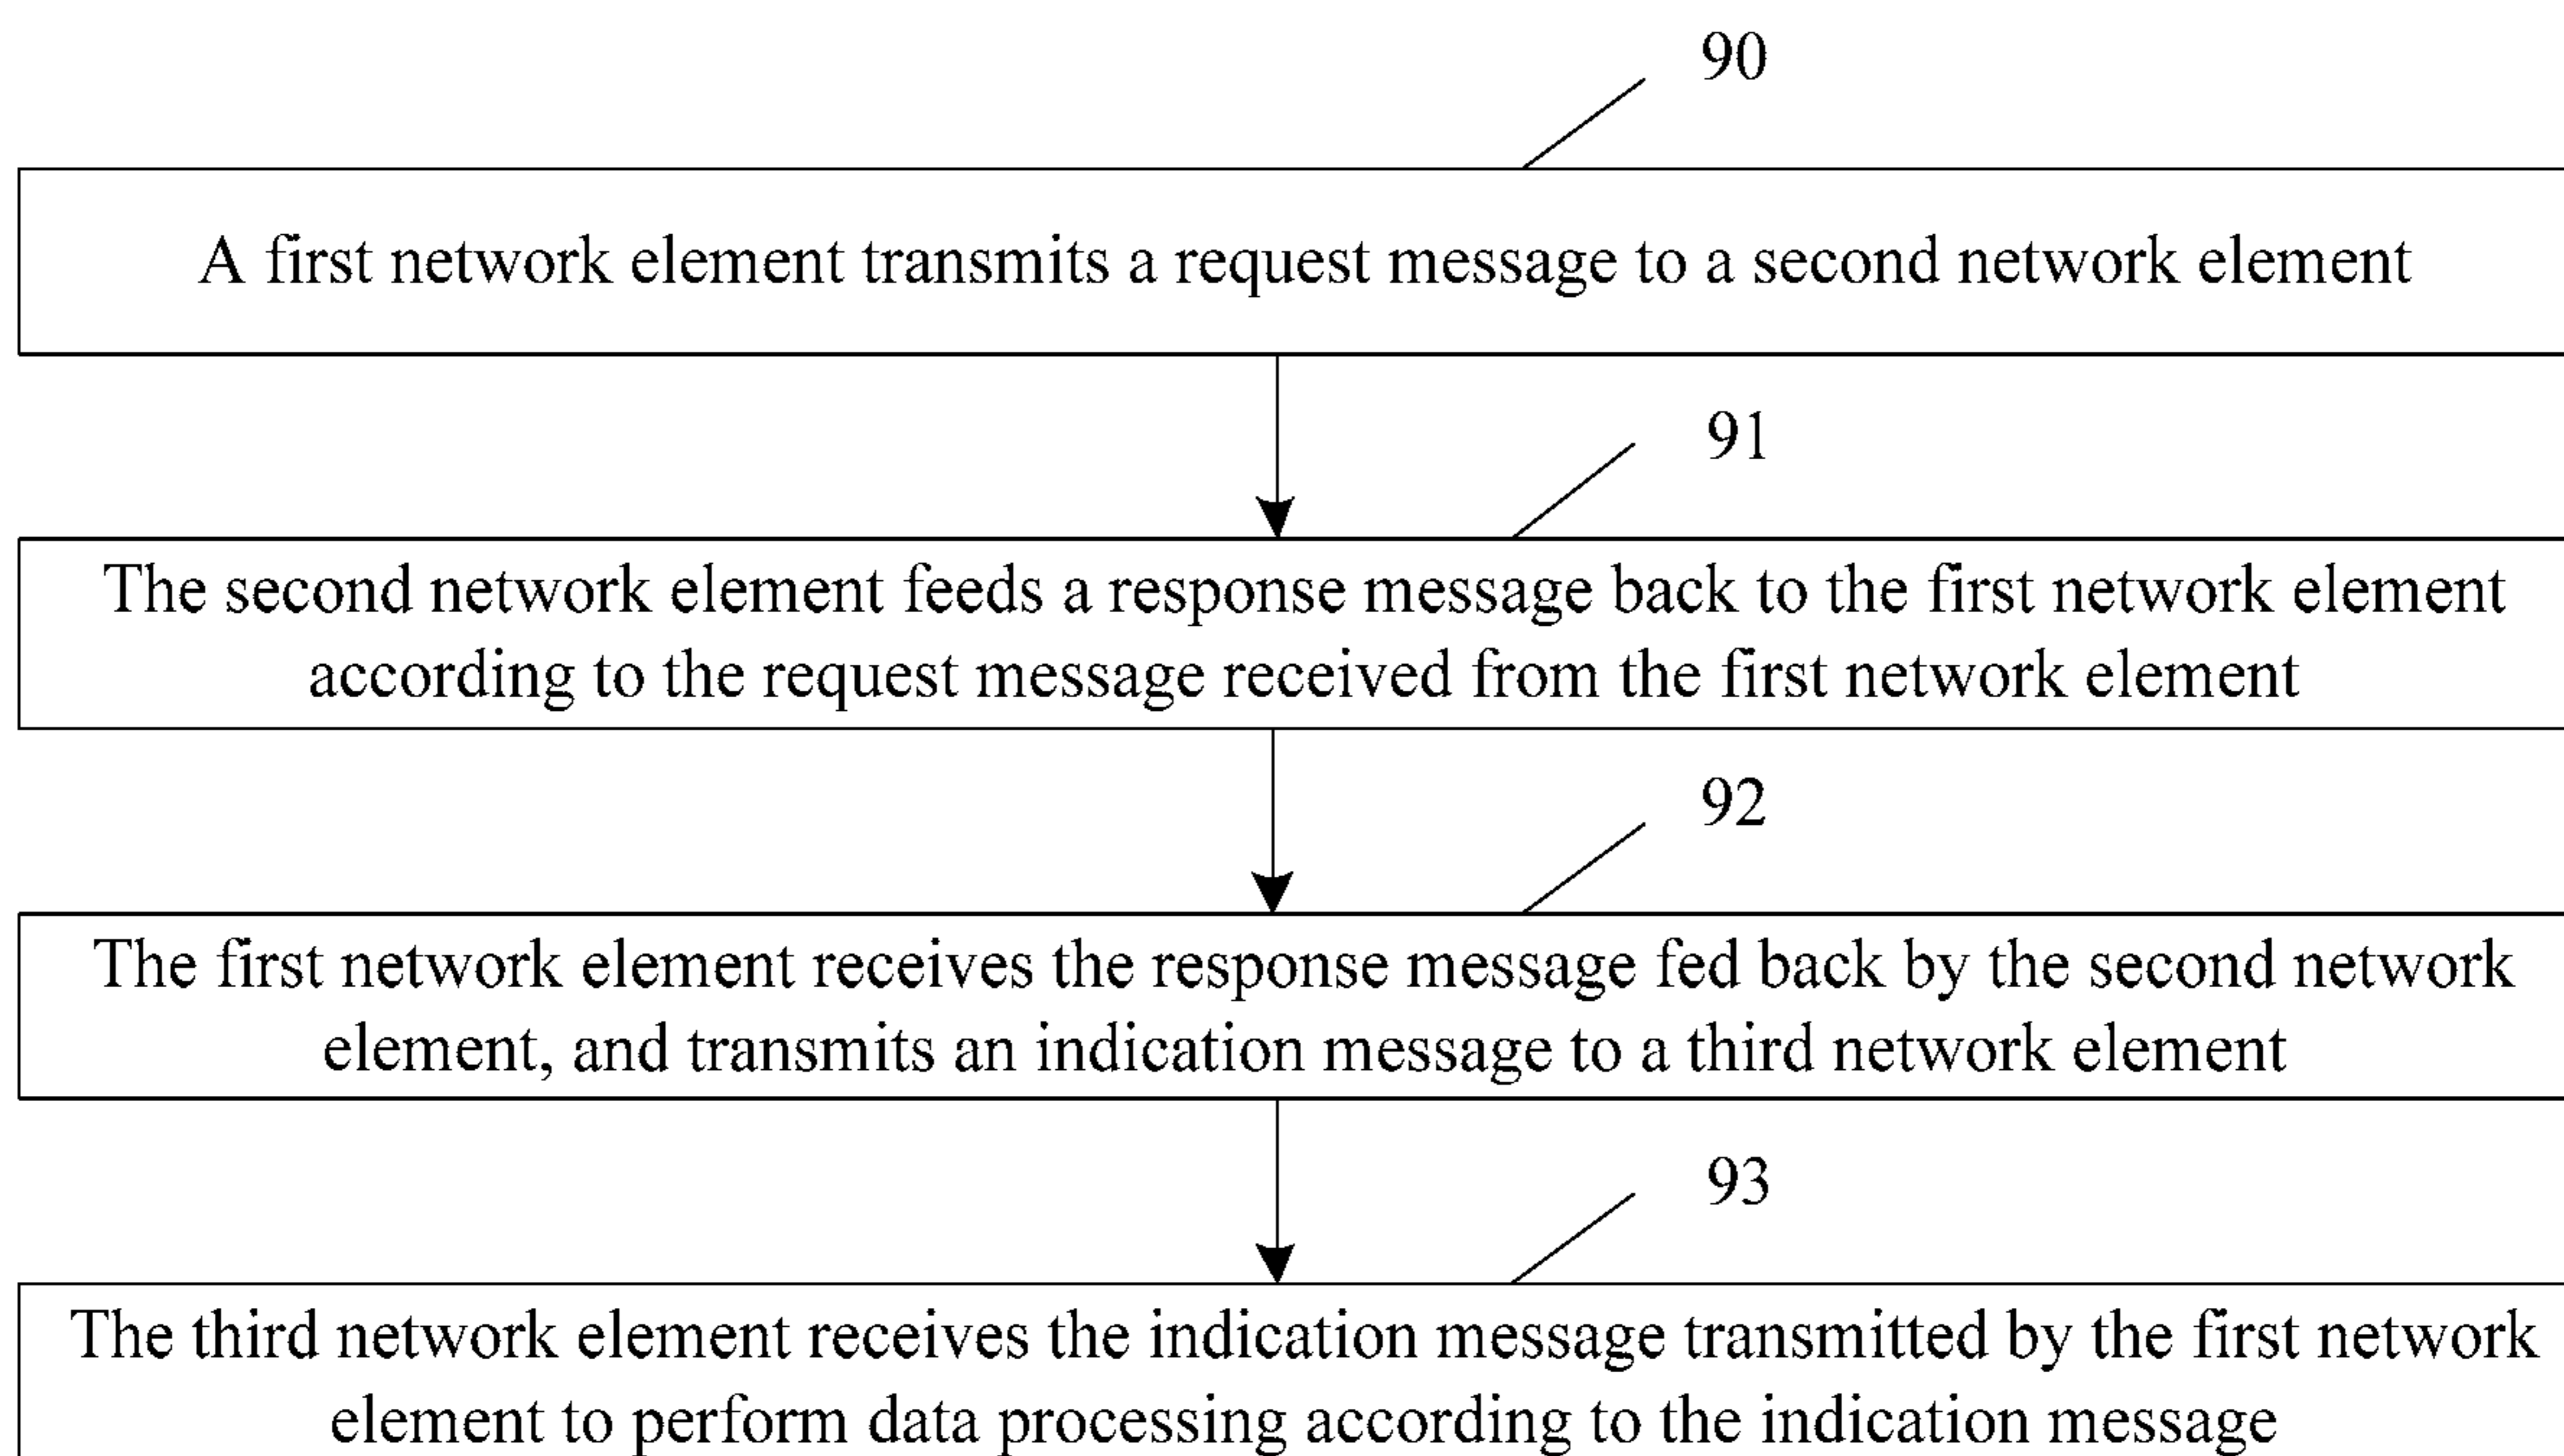 90
A first network element transmits a request message to a second network element
91
The second network element feeds a response message back to the first network element
according to the request message received from the first network element
92
The first network element receives the response message fed back by the second network
element, and transmits an indication message to a third network element
93
The third network element receives the indication message transmitted by the first network
element to perform data processing according to the indication message